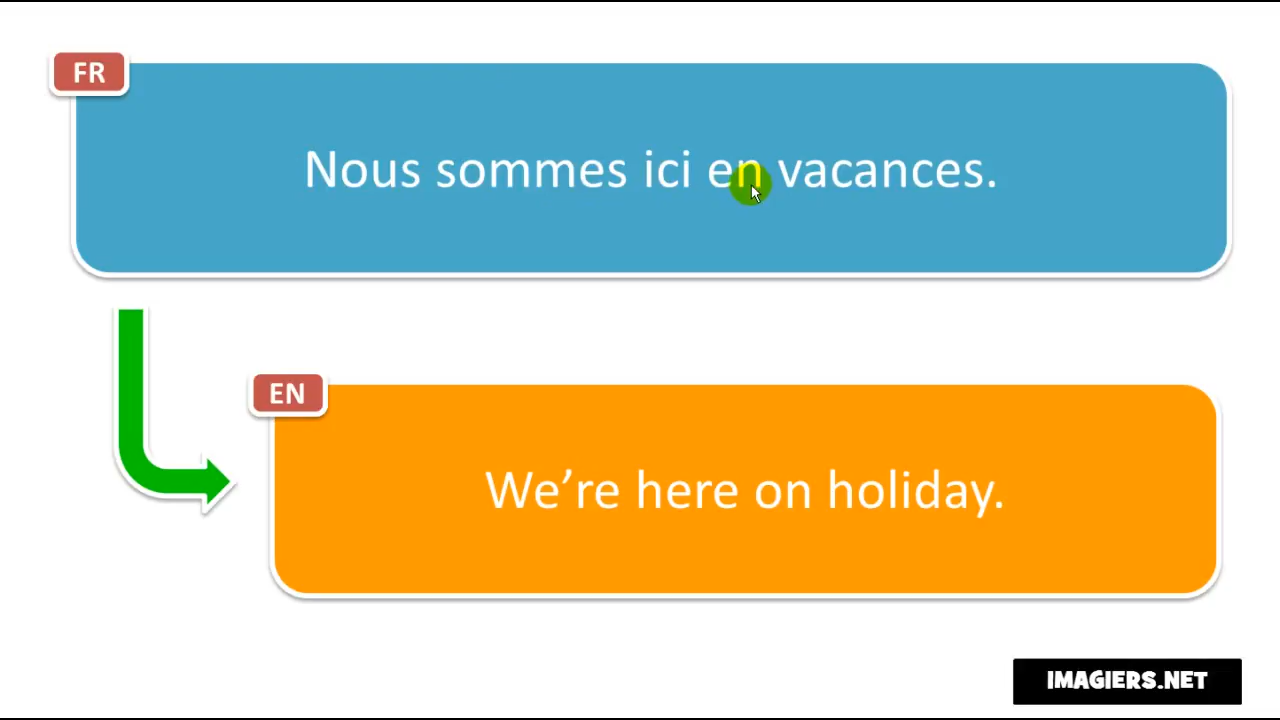 FR
Nous sommes ici en vacances.
EN
We’re here on holiday.
IMAGIERS.NET